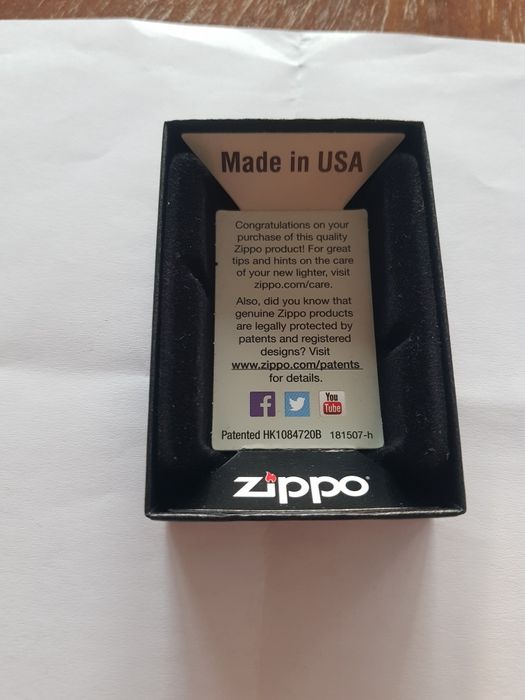 Made in USA
Congratulations on your
purchase of this quality
Zippo product! For great
tips and hints on the care
of your new lighter, visit
zippo.com/care.
Also, did you know that
genuine Zippo products
are legally protected by
patents and registered
designs? Visit
www.zippo.com/patents
for details.
f You Tube
Patented HK1084720B 181507-h
zippo